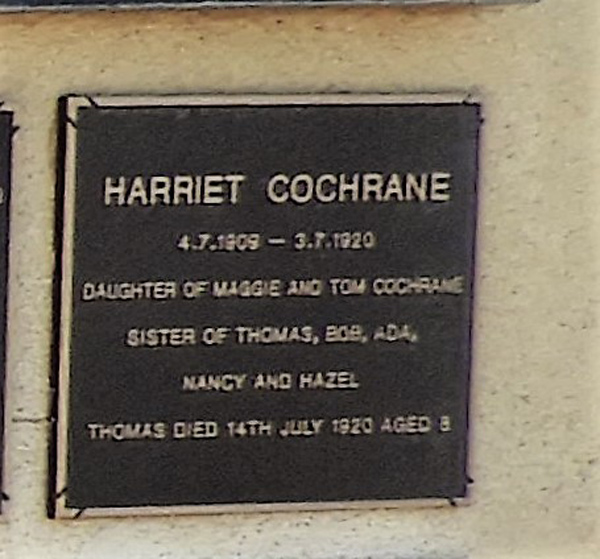 HARRIET COCHRANE
4.7.1909 – 3.7.1920
DAUGHTER OF MAGGIE AND TOM COCHRANE
SISTER OF THOMAS, BOB, ADA,
NANCY AND HAZEL
THOMAS DIED 14TH JULY 1920 AGED 8